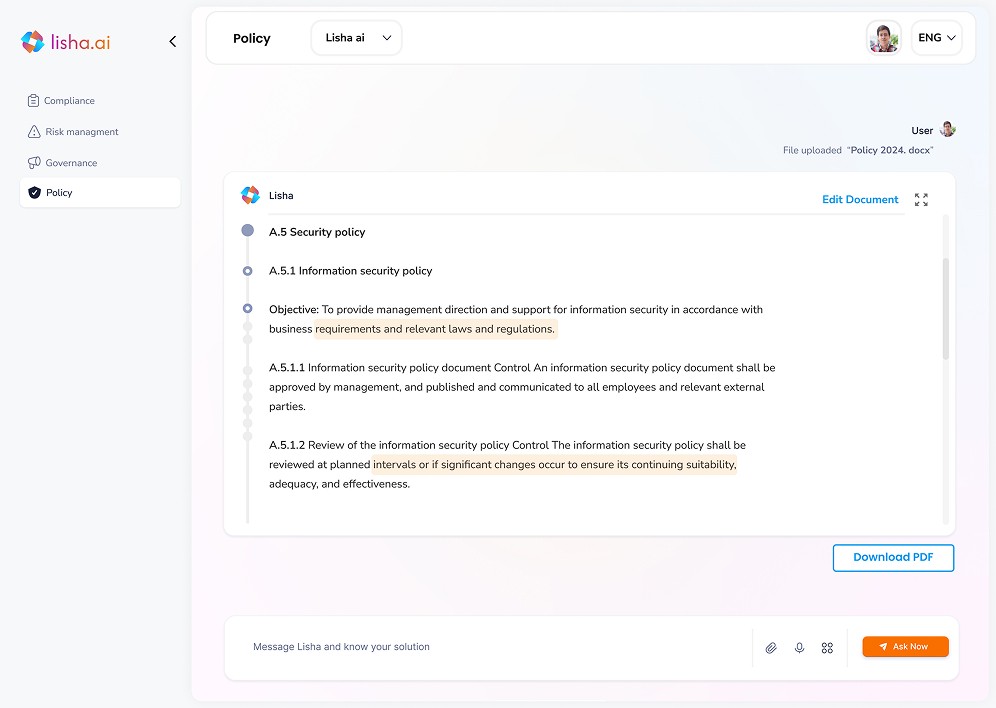 lisha.ai
Compliance
Risk managment
Governance
Policy
Policy
Lisha ai
ENG
User
File uploaded “Policy 2024. docx”
Lisha
Edit Document
A.5 Security policy
A.5.1 Information security policy
Objective: To provide management direction and support for information security in accordance with
business requirements and relevant laws and regulations.
A.5.1.1 Information security policy document Control An information security policy document shall be
approved by management, and published and communicated to all employees and relevant external
parties.
A.5.1.2 Review of the information security policy Control The information security policy shall be
reviewed at planned intervals or if significant changes occur to ensure its continuing suitability,
adequacy, and effectiveness.
Download PDF
Message Lisha and know your solution
Ask Now